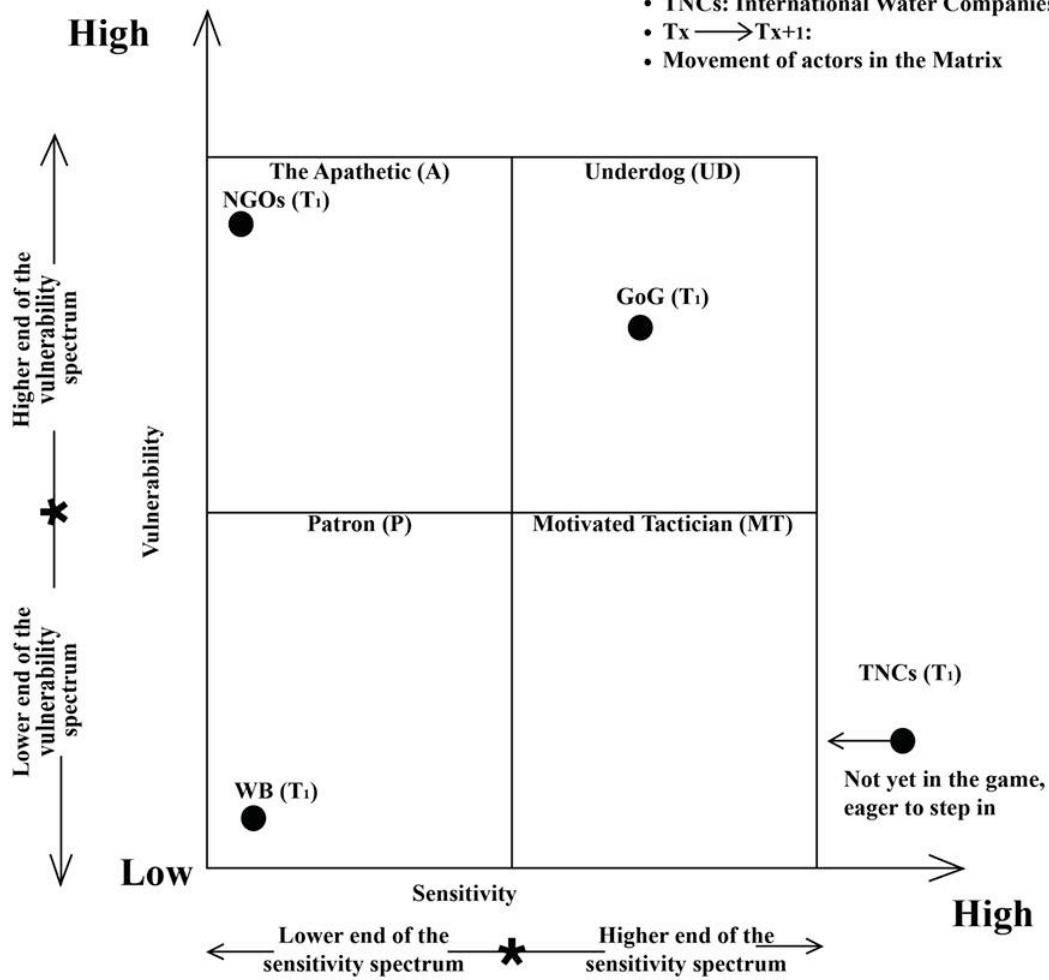 • TNCs: International Water Companies
• Tx → Tx+1:
• Movement of actors in the Matrix
High
The Apathetic (A)
Underdog (UD)
NGOs (T1)
GoG (T1)
Higher end of the
vulnerability
spectrum
Vulnerability
Patron (P)
Motivated Tactician (MT)
Lower end of the
vulnerability
spectrum
TNCs (T1)
Not yet in the game,
eager to step in
WB (T1)
Low
Sensitivity
High
Lower end of the
sensitivity spectrum
Higher end of the
sensitivity spectrum